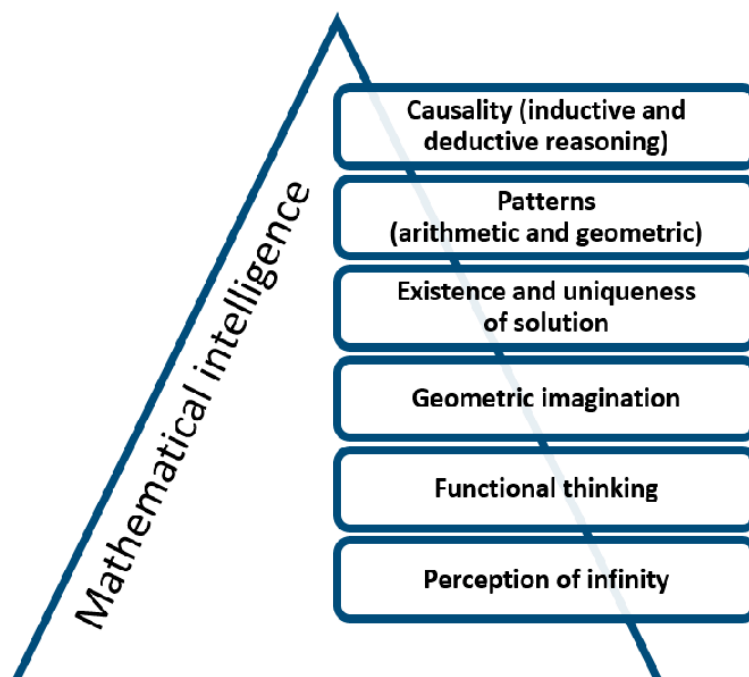 Mathematical intelligence
Causality (inductive and
deductive reasoning)
Patterns
(arithmetic and geometric)
Existence and uniqueness
of solution
Geometric imagination
Functional thinking
Perception of infinity